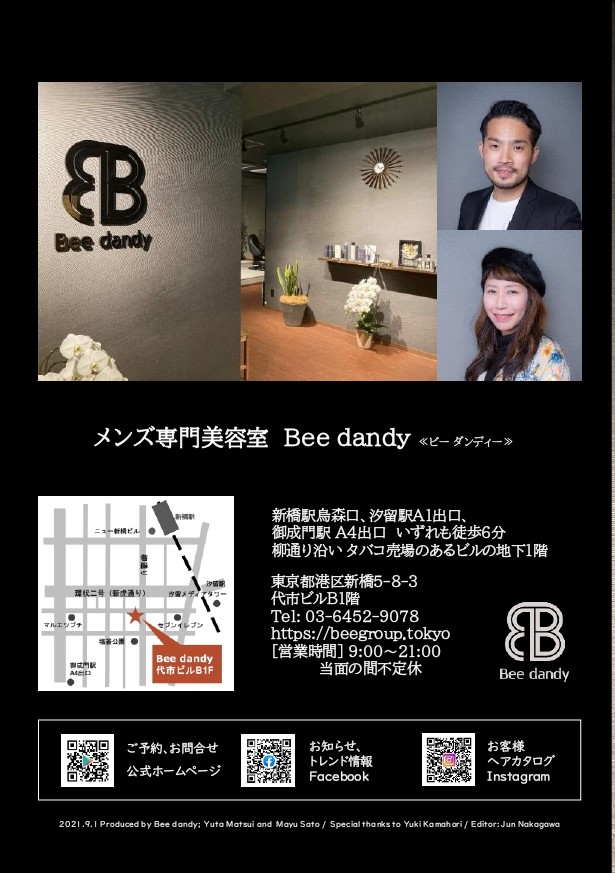 Bee dandy
メンズ専門美容室 Bee dandy ≪ビー ダンディー≫
新橋駅
ニュー新橋ビル
柳通り
汐留駅
環状二号（新虎通り）
汐留メディアタワー
マルエツプチ
セブンイレブン
塩釜公園
Bee dandy
代市ビルB1F
御成門駅
A4出口
新橋駅烏森口、汐留駅A1出口、
御成門駅 A4出口 いずれも徒歩6分
柳通り沿い タバコ売場のあるビルの地下1階
東京都港区新橋5-8-3
代市ビルB1階
Tel: 03-6452-9078
https://beegroup.tokyo
[営業時間] 9:00〜21:00
当面の間不定休
Bee dandy
ご予約、お問合せ
公式ホームページ
お知らせ、
トレンド情報
Facebook
お客様
ヘアカタログ
Instagram
2021.9.1 Produced by Bee dandy; Yuta Matsui and Mayu Sato / Special thanks to Yuki Kamahori / Editor: Jun Nakagawa